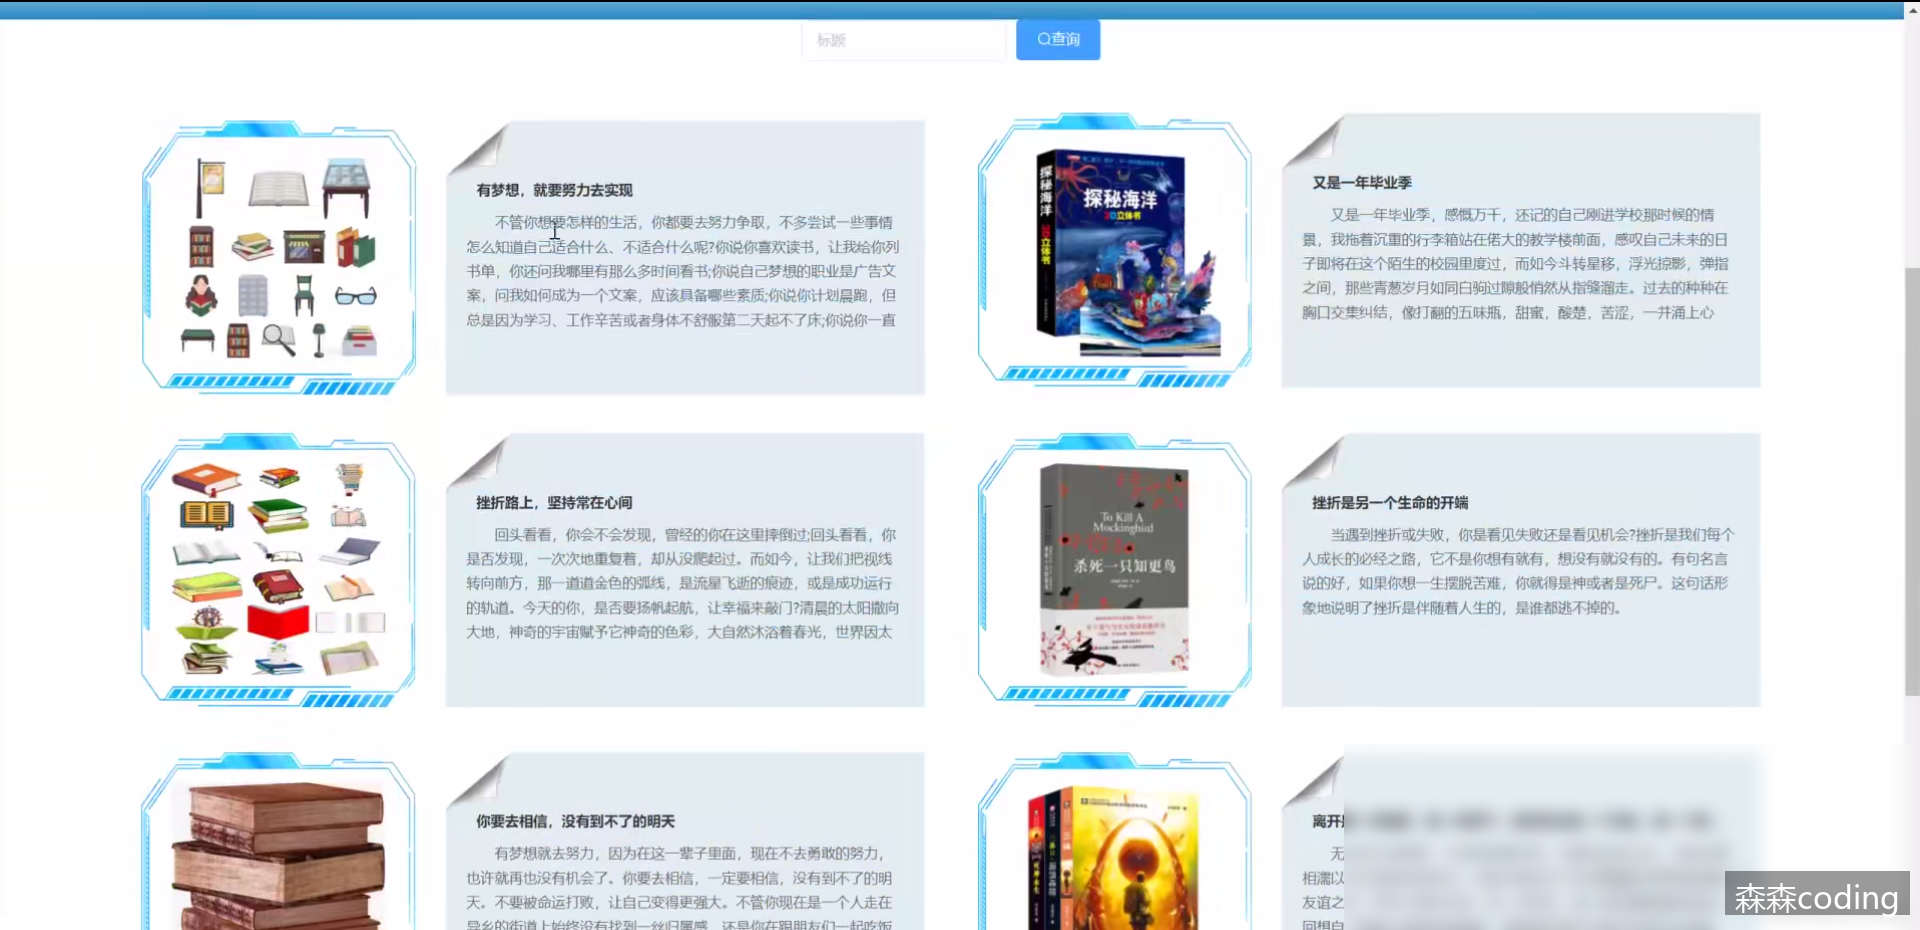 标题
查询
有梦想，就要努力去实现
不管你想要怎样的生活，你都要去努力争取，不多尝试一些事情
怎么知道自己适合什么、不适合什么呢?你说你喜欢读书，让我给你列
书单，你还问我哪里有那么多时间看书;你说自己梦想的职业是广告文
案，问我如何成为一个文案，应该具备哪些素质;你说你计划晨跑，但
总是因为学习、工作辛苦或者身体不舒服第二天起不了床;你说你一直
探秘海洋
探秘海洋
3D立体书
3D立体书
又是一年毕业季
又是一年毕业季，感慨万千，还记的自己刚进学校那时候的情
景，我拖着沉重的行李箱站在偌大的教学楼前面，感叹自己未来的日
子即将在这个陌生的校园里度过，而如今斗转星移，浮光掠影，弹指
之间，那些青葱岁月如同白驹过隙般悄然从指缝溜走。过去的种种在
胸口交集纠结，像打翻的五味瓶，甜蜜，酸楚，苦涩，一并涌上心
挫折路上，坚持常在心间
回头看看，你会不会发现，曾经的你在这里摔倒过;回头看看，你
是否发现，一次次地重复着，却从没爬起过。而如今，让我们把视线
转向前方，那一道道金色的弧线，是流星飞逝的痕迹，或是成功运行
的轨道。今天的你，是否要扬帆起航，让幸福来敲门?清晨的太阳撒向
大地，神奇的宇宙赋予它神奇的色彩，大自然沐浴着春光，世界因太
To Kill A
Mockingbird
杀死一只知更鸟
挫折是另一个生命的开端
当遇到挫折或失败，你是看见失败还是看见机会?挫折是我们每个
人成长的必经之路，它不是你想有就有，想没有就没有的。有句名言
说的好，如果你想一生摆脱苦难，你就得是神或者是死尸。这句话形
象地说明了挫折是伴随着人生的，是谁都逃不掉的。
你要去相信，没有到不了的明天
有梦想就去努力，因为在这一辈子里面，现在不去勇敢的努力，
也许就再也没有机会了。你要去相信，一定要相信，没有到不了的明
天。不要被命运打败，让自己变得更强大。不管你现在是一个人走在
异乡的街道上始终没有找到一丝归属感，还是你在跟朋友们一起吃饭
离开
无
相濡以
友谊之
回想自
森森coding